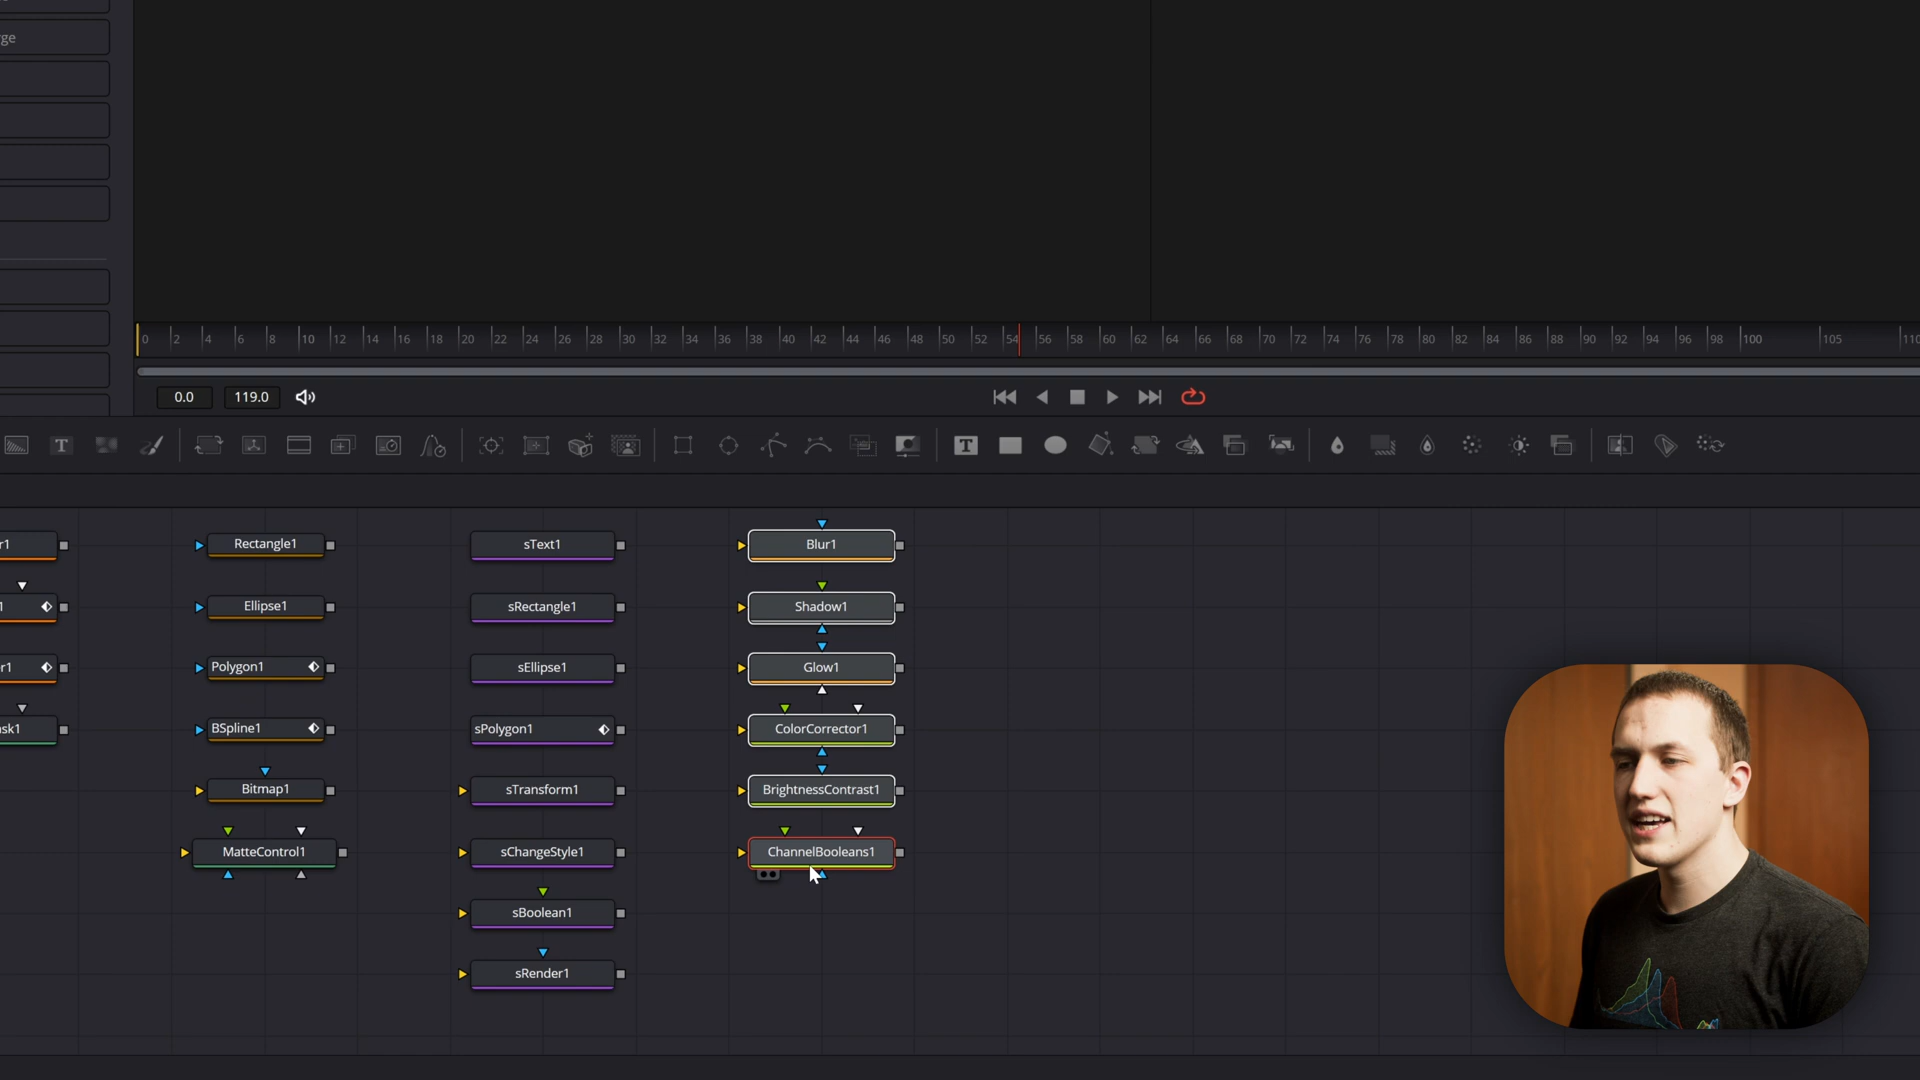 ge
0 2 4 6 8 10 12 14 16 18 20 22 24 26 28 30 32 34 36 38 40 42 44 46 48 50 52 54 56 58 60 62 64 66 68 70 72 74 76 78 80 82 84 86 88 90 92 94 96 98 100 105 110
0.0 119.0
T T
r1 Rectangle1 sText1 Blur1
1 Ellipse1 sRectangle1 Shadow1
r1 Polygon1 sEllipse1 Glow1
sk1 BSpline1 sPolygon1 ColorCorrector1
Bitmap1 sTransform1 BrightnessContrast1
MatteControl1 sChangeStyle1 ChannelBooleans1
sBoolean1
sRender1